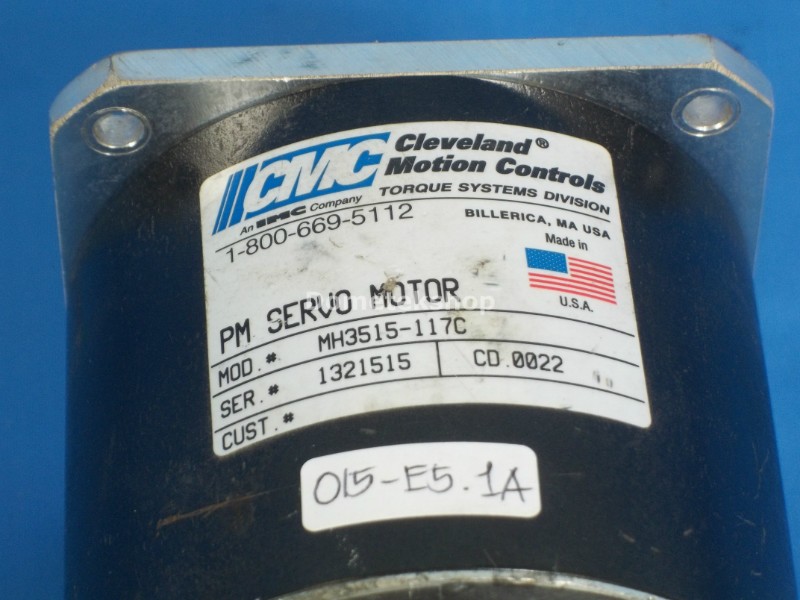 CMC Cleveland®
Motion Controls
TORQUE SYSTEMS DIVISION
An IMC Company
BILLERICA, MA USA
1-800-669-5112
Made in
U.S.A.
PM SERVO MOTOR
MOD.# MH3515-117C
SER.# 1321515 CD.0022
CUST.#
015-E5.1A